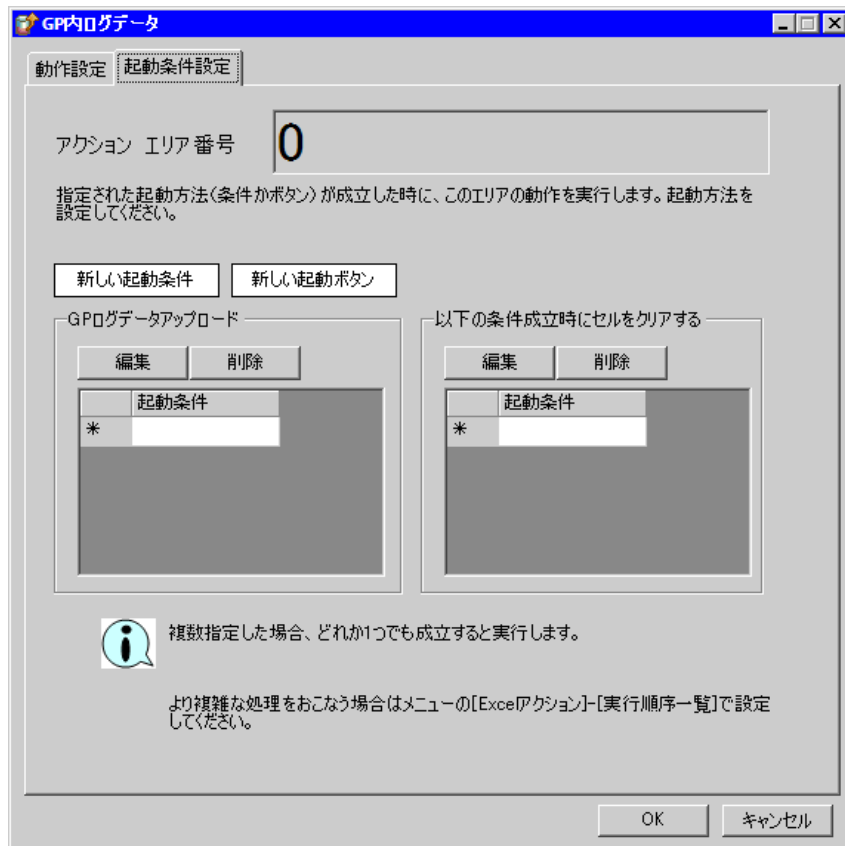 GP内ログデータ
動作設定 起動条件設定
アクション エリア番号 0
指定された起動方法(条件かボタン)が成立した時に、このエリアの動作を実行します。起動方法を
設定してください。
新しい起動条件 新しい起動ボタン
GPログデータアップロード 以下の条件成立時にセルをクリアする
編集 削除 編集 削除
起動条件 起動条件
* *
複数指定した場合、どれか1つでも成立すると実行します。
より複雑な処理をおこなう場合はメニューの[Excelアクション]-[実行順序一覧]で設定
してください。
OK キャンセル